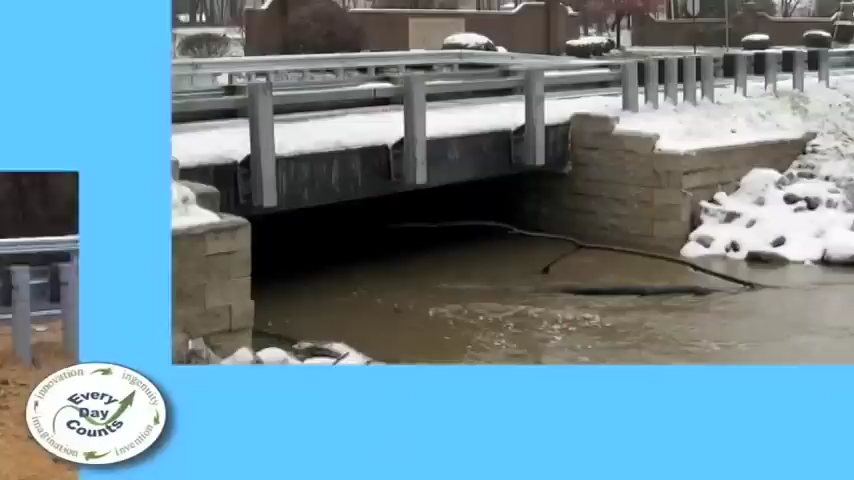 innovation
ingenuity
Every
Day
Counts
imagination
invention